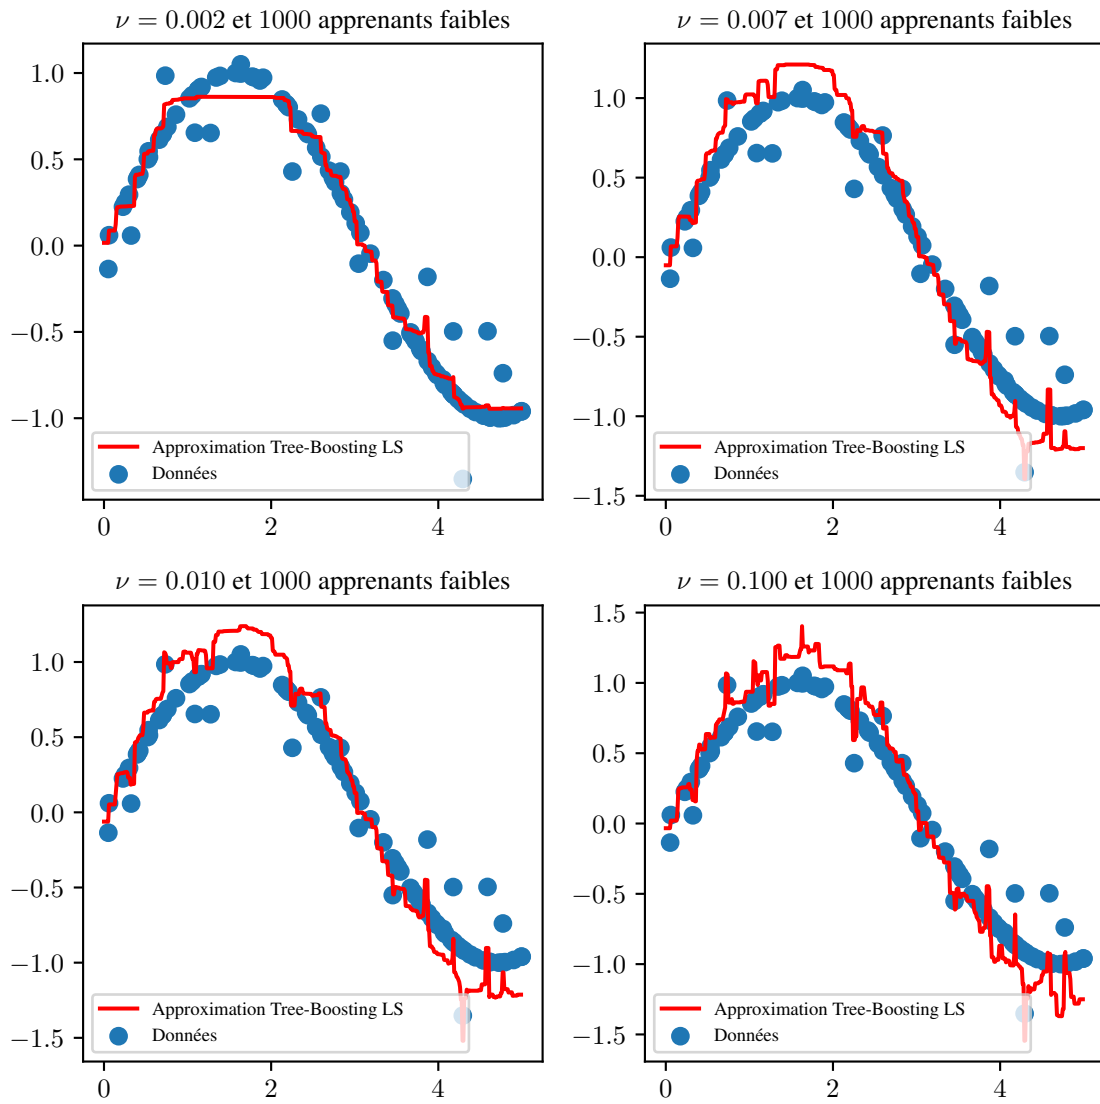 ν = 0.002 et 1000 apprenants faibles
1.0
0.5
0.0
−0.5
−1.0
Approximation Tree-Boosting LS
Données
0 2 4
ν = 0.007 et 1000 apprenants faibles
1.0
0.5
0.0
−0.5
−1.0
−1.5
Approximation Tree-Boosting LS
Données
0 2 4
ν = 0.010 et 1000 apprenants faibles
1.0
0.5
0.0
−0.5
−1.0
−1.5
Approximation Tree-Boosting LS
Données
0 2 4
ν = 0.100 et 1000 apprenants faibles
1.5
1.0
0.5
0.0
−0.5
−1.0
−1.5
Approximation Tree-Boosting LS
Données
0 2 4